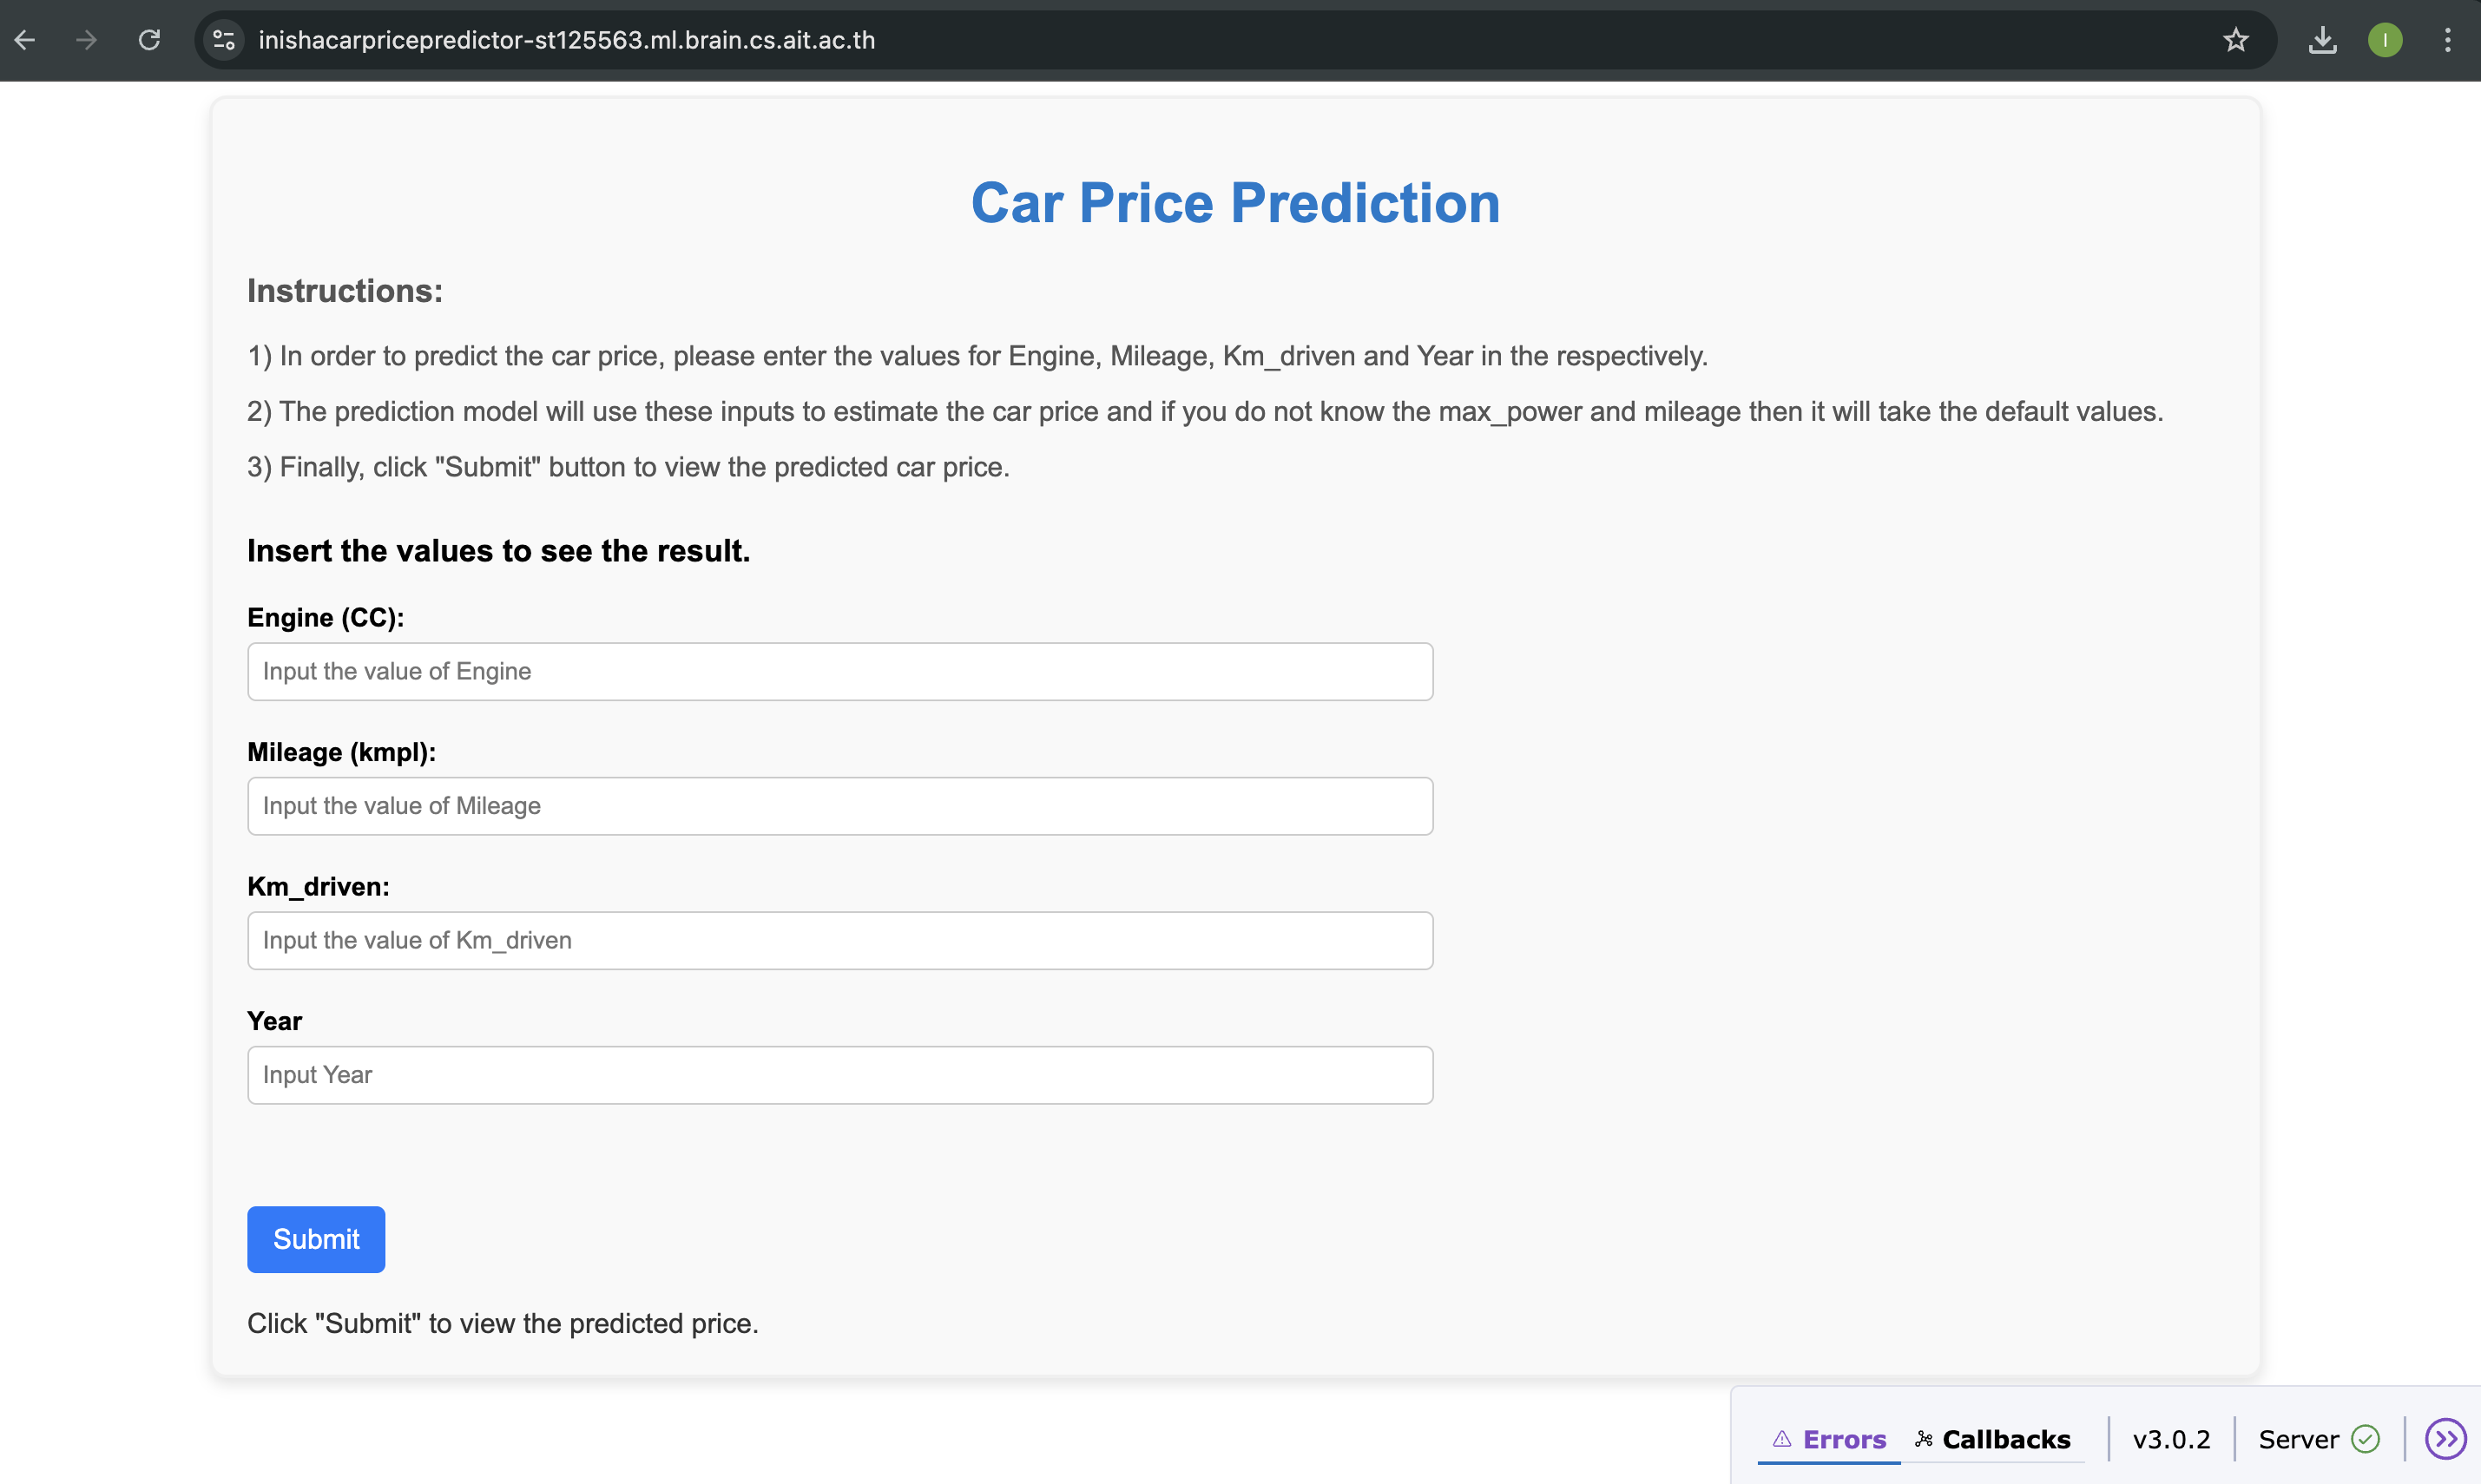 inishacarpricepredictor-st125563.ml.brain.cs.ait.ac.th
I
Car Price Prediction
Instructions:
1) In order to predict the car price, please enter the values for Engine, Mileage, Km_driven and Year in the respectively.
2) The prediction model will use these inputs to estimate the car price and if you do not know the max_power and mileage then it will take the default values.
3) Finally, click "Submit" button to view the predicted car price.
Insert the values to see the result.
Engine (CC):
Input the value of Engine
Mileage (kmpl):
Input the value of Mileage
Km_driven:
Input the value of Km_driven
Year
Input Year
Submit
Click "Submit" to view the predicted price.
Errors Callbacks v3.0.2 Server